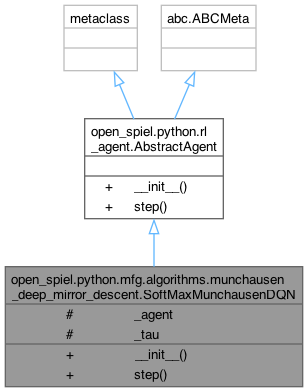 metaclass
abc.ABCMeta
open_spiel.python.rl
_agent.AbstractAgent
+ __init__()
+ step()
open_spiel.python.mfg.algorithms.munchausen
_deep_mirror_descent.SoftMaxMunchausenDQN
# _agent
# _tau
+ __init__()
+ step()